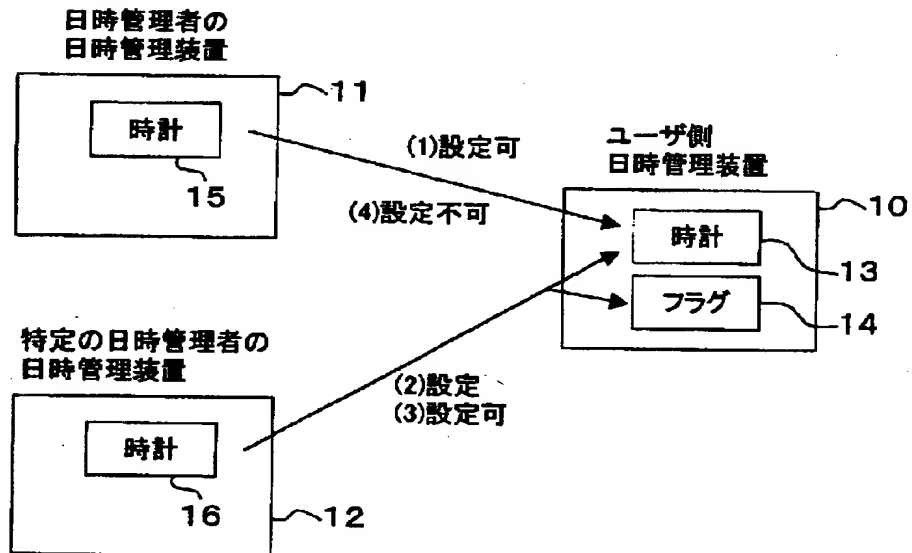 日時管理者の
日時管理装置
11
時計
15
(1)設定可
(4)設定不可
ユーザ側
日時管理装置
10
時計
13
フラグ
14
特定の日時管理者の
日時管理装置
(2)設定
(3)設定可
時計
16
12